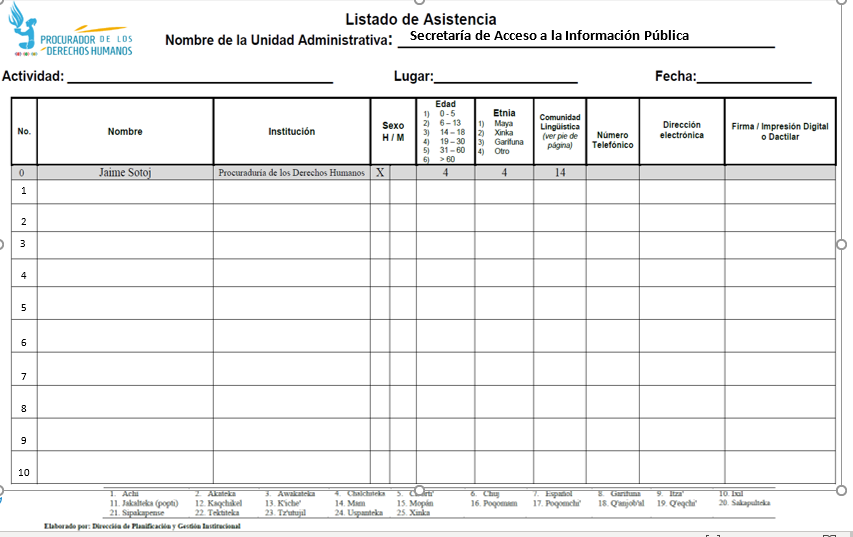 Listado de Asistencia
PROCURADOR DE LOS
DERECHOS HUMANOS
Nombre de la Unidad Administrativa: Secretaría de Acceso a la Información Pública
Actividad: Lugar: Fecha:
No. Nombre Institución Sexo H / M Edad 1) 0 - 5 2) 6 – 13 3) 14 – 18 4) 19 – 30 5) 31 – 60 6) > 60 Etnia 1) Maya 2) Xinka 3) Garífuna 4) Otro Comunidad Lingüística (ver pie de página) Número Telefónico Dirección electrónica Firma / Impresión Digital o Dactilar
0 Jaime Sotoj Procuraduría de los Derechos Humanos X 4 4 14
1
2
3
4
5
6
7
8
9
10
1. Achi 2. Akateka 3. Awakateka 4. Chalchiteka 5. 6. Chuj 7. Español 8. Garífuna 9. Itza' 10. Ixil
11. Jakalteka (popti) 12. Kaqchikel 13. K'iche' 14. Mam 15. Mopán 16. Poqomam 17. Poqomchi' 18. Q'anjob'al 19. Q'eqchi' 20. Sakapulteka
21. Sipakapense 22. Tektiteka 23. Tz'utujil 24. Uspanteka 25. Xinka
Elaborado por: Dirección de Planificación y Gestión Institucional